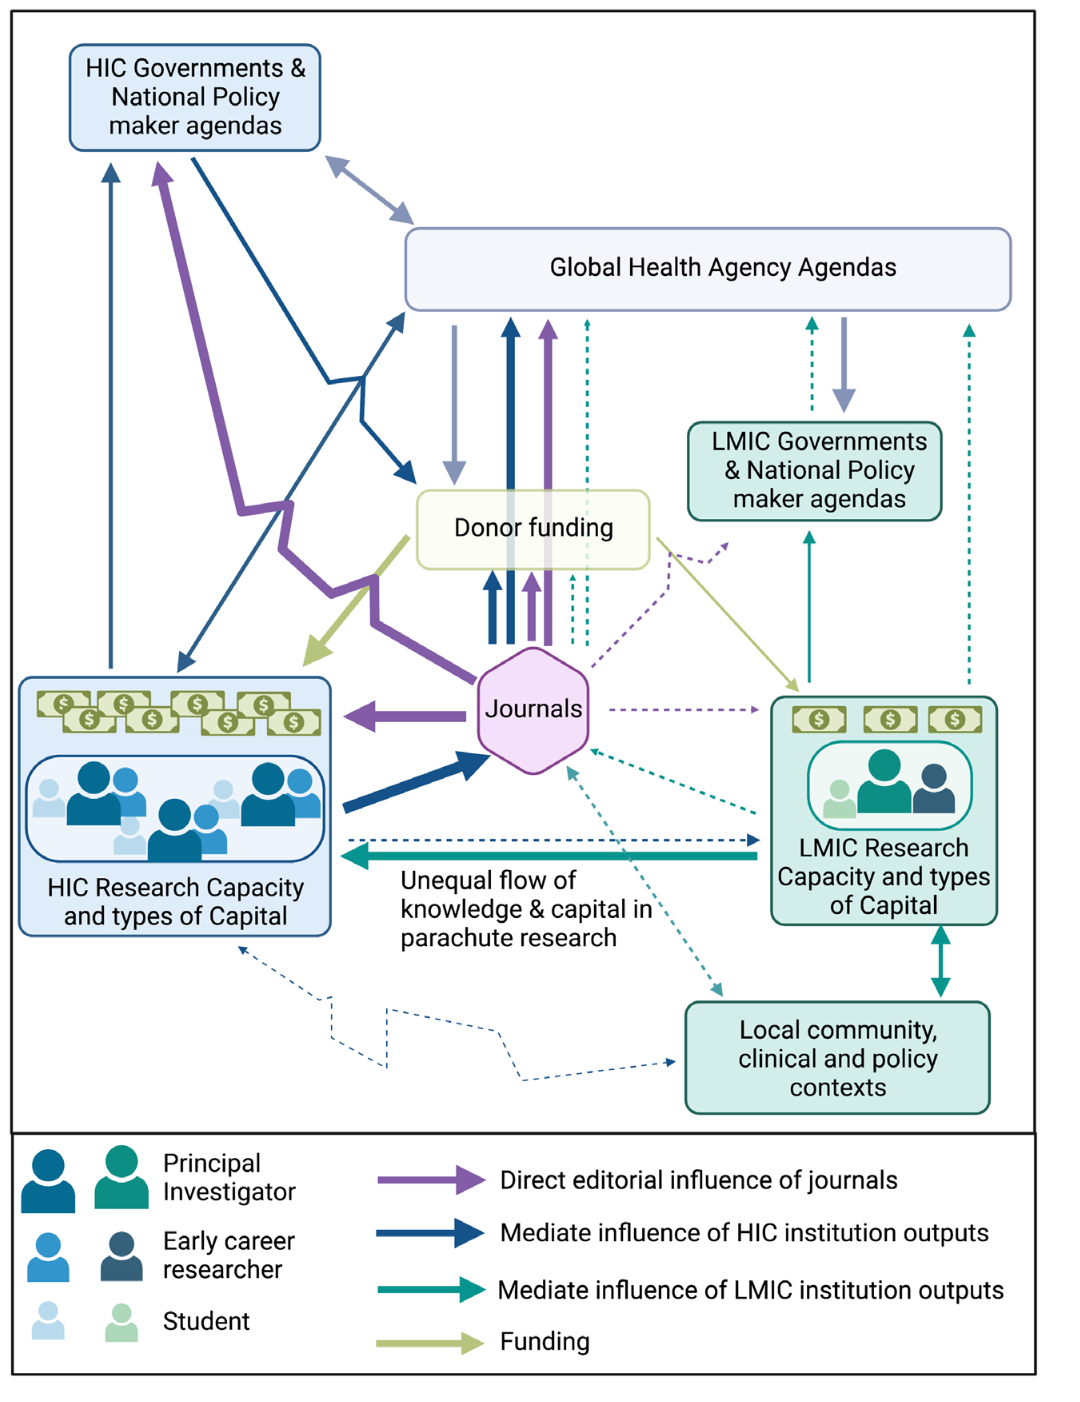 HIC Governments &
National Policy
maker agendas
Global Health Agency Agendas
LMIC Governments
& National Policy
maker agendas
Donor funding
Journals
$ $ $ $ $ $ $ $
$ $ $
HIC Research Capacity
and types of Capital
LMIC Research
Capacity and types
of Capital
Unequal flow of
knowledge & capital in
parachute research
Local community,
clinical and policy
contexts
Principal
Investigator
Early career
researcher
Student
Direct editorial influence of journals
Mediate influence of HIC institution outputs
Mediate influence of LMIC institution outputs
Funding